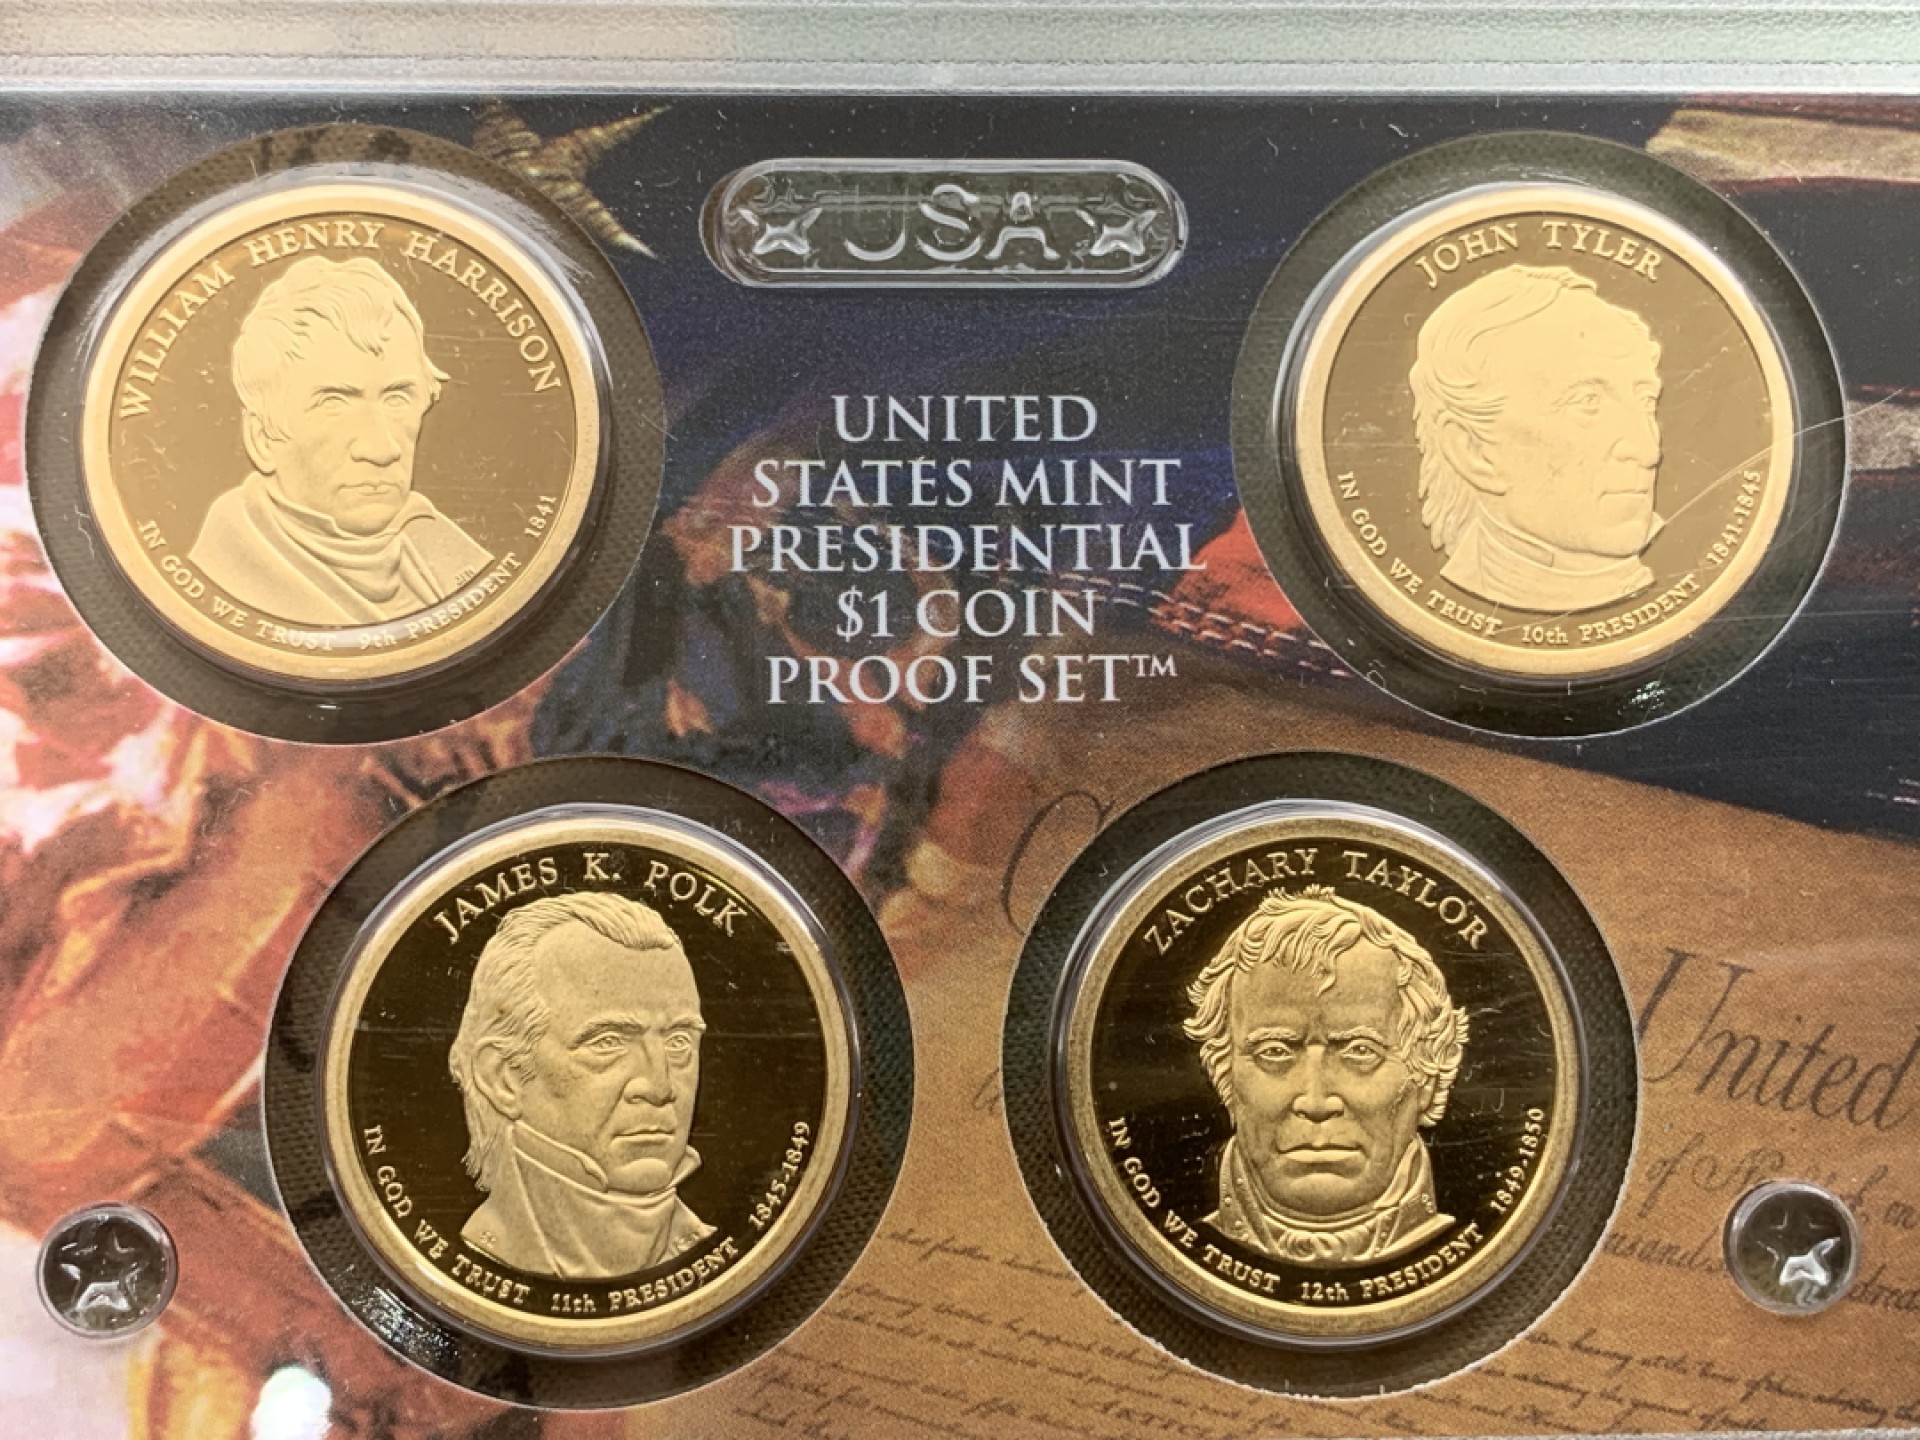 USA
WILLIAM HENRY HARRISON
IN GOD WE TRUST 9th PRESIDENT 1841
JOHN TYLER
IN GOD WE TRUST 10th PRESIDENT 1841-1845
UNITED
STATES MINT
PRESIDENTIAL
$1 COIN
PROOF SET™
JAMES K. POLK
IN GOD WE TRUST 11th PRESIDENT 1845-1849
ZACHARY TAYLOR
IN GOD WE TRUST 12th PRESIDENT 1849-1850
United
of